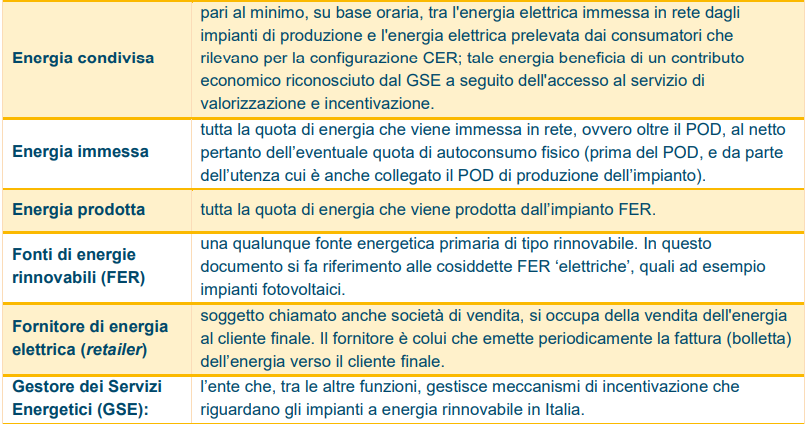 Energia condivisa
pari al minimo, su base oraria, tra l'energia elettrica immessa in rete dagli
impianti di produzione e l'energia elettrica prelevata dai consumatori che
rilevano per la configurazione CER; tale energia beneficia di un contributo
economico riconosciuto dal GSE a seguito dell'accesso al servizio di
valorizzazione e incentivazione.
Energia immessa
tutta la quota di energia che viene immessa in rete, ovvero oltre il POD, al netto
pertanto dell’eventuale quota di autoconsumo fisico (prima del POD, e da parte
dell’utenza cui è anche collegato il POD di produzione dell’impianto).
Energia prodotta
tutta la quota di energia che viene prodotta dall’impianto FER.
Fonti di energie
rinnovabili (FER)
una qualunque fonte energetica primaria di tipo rinnovabile. In questo
documento si fa riferimento alle cosiddette FER ‘elettriche’, quali ad esempio
impianti fotovoltaici.
Fornitore di energia
elettrica (retailer)
soggetto chiamato anche società di vendita, si occupa della vendita dell'energia
al cliente finale. Il fornitore è colui che emette periodicamente la fattura (bolletta)
dell’energia verso il cliente finale.
Gestore dei Servizi
Energetici (GSE):
l’ente che, tra le altre funzioni, gestisce meccanismi di incentivazione che
riguardano gli impianti a energia rinnovabile in Italia.